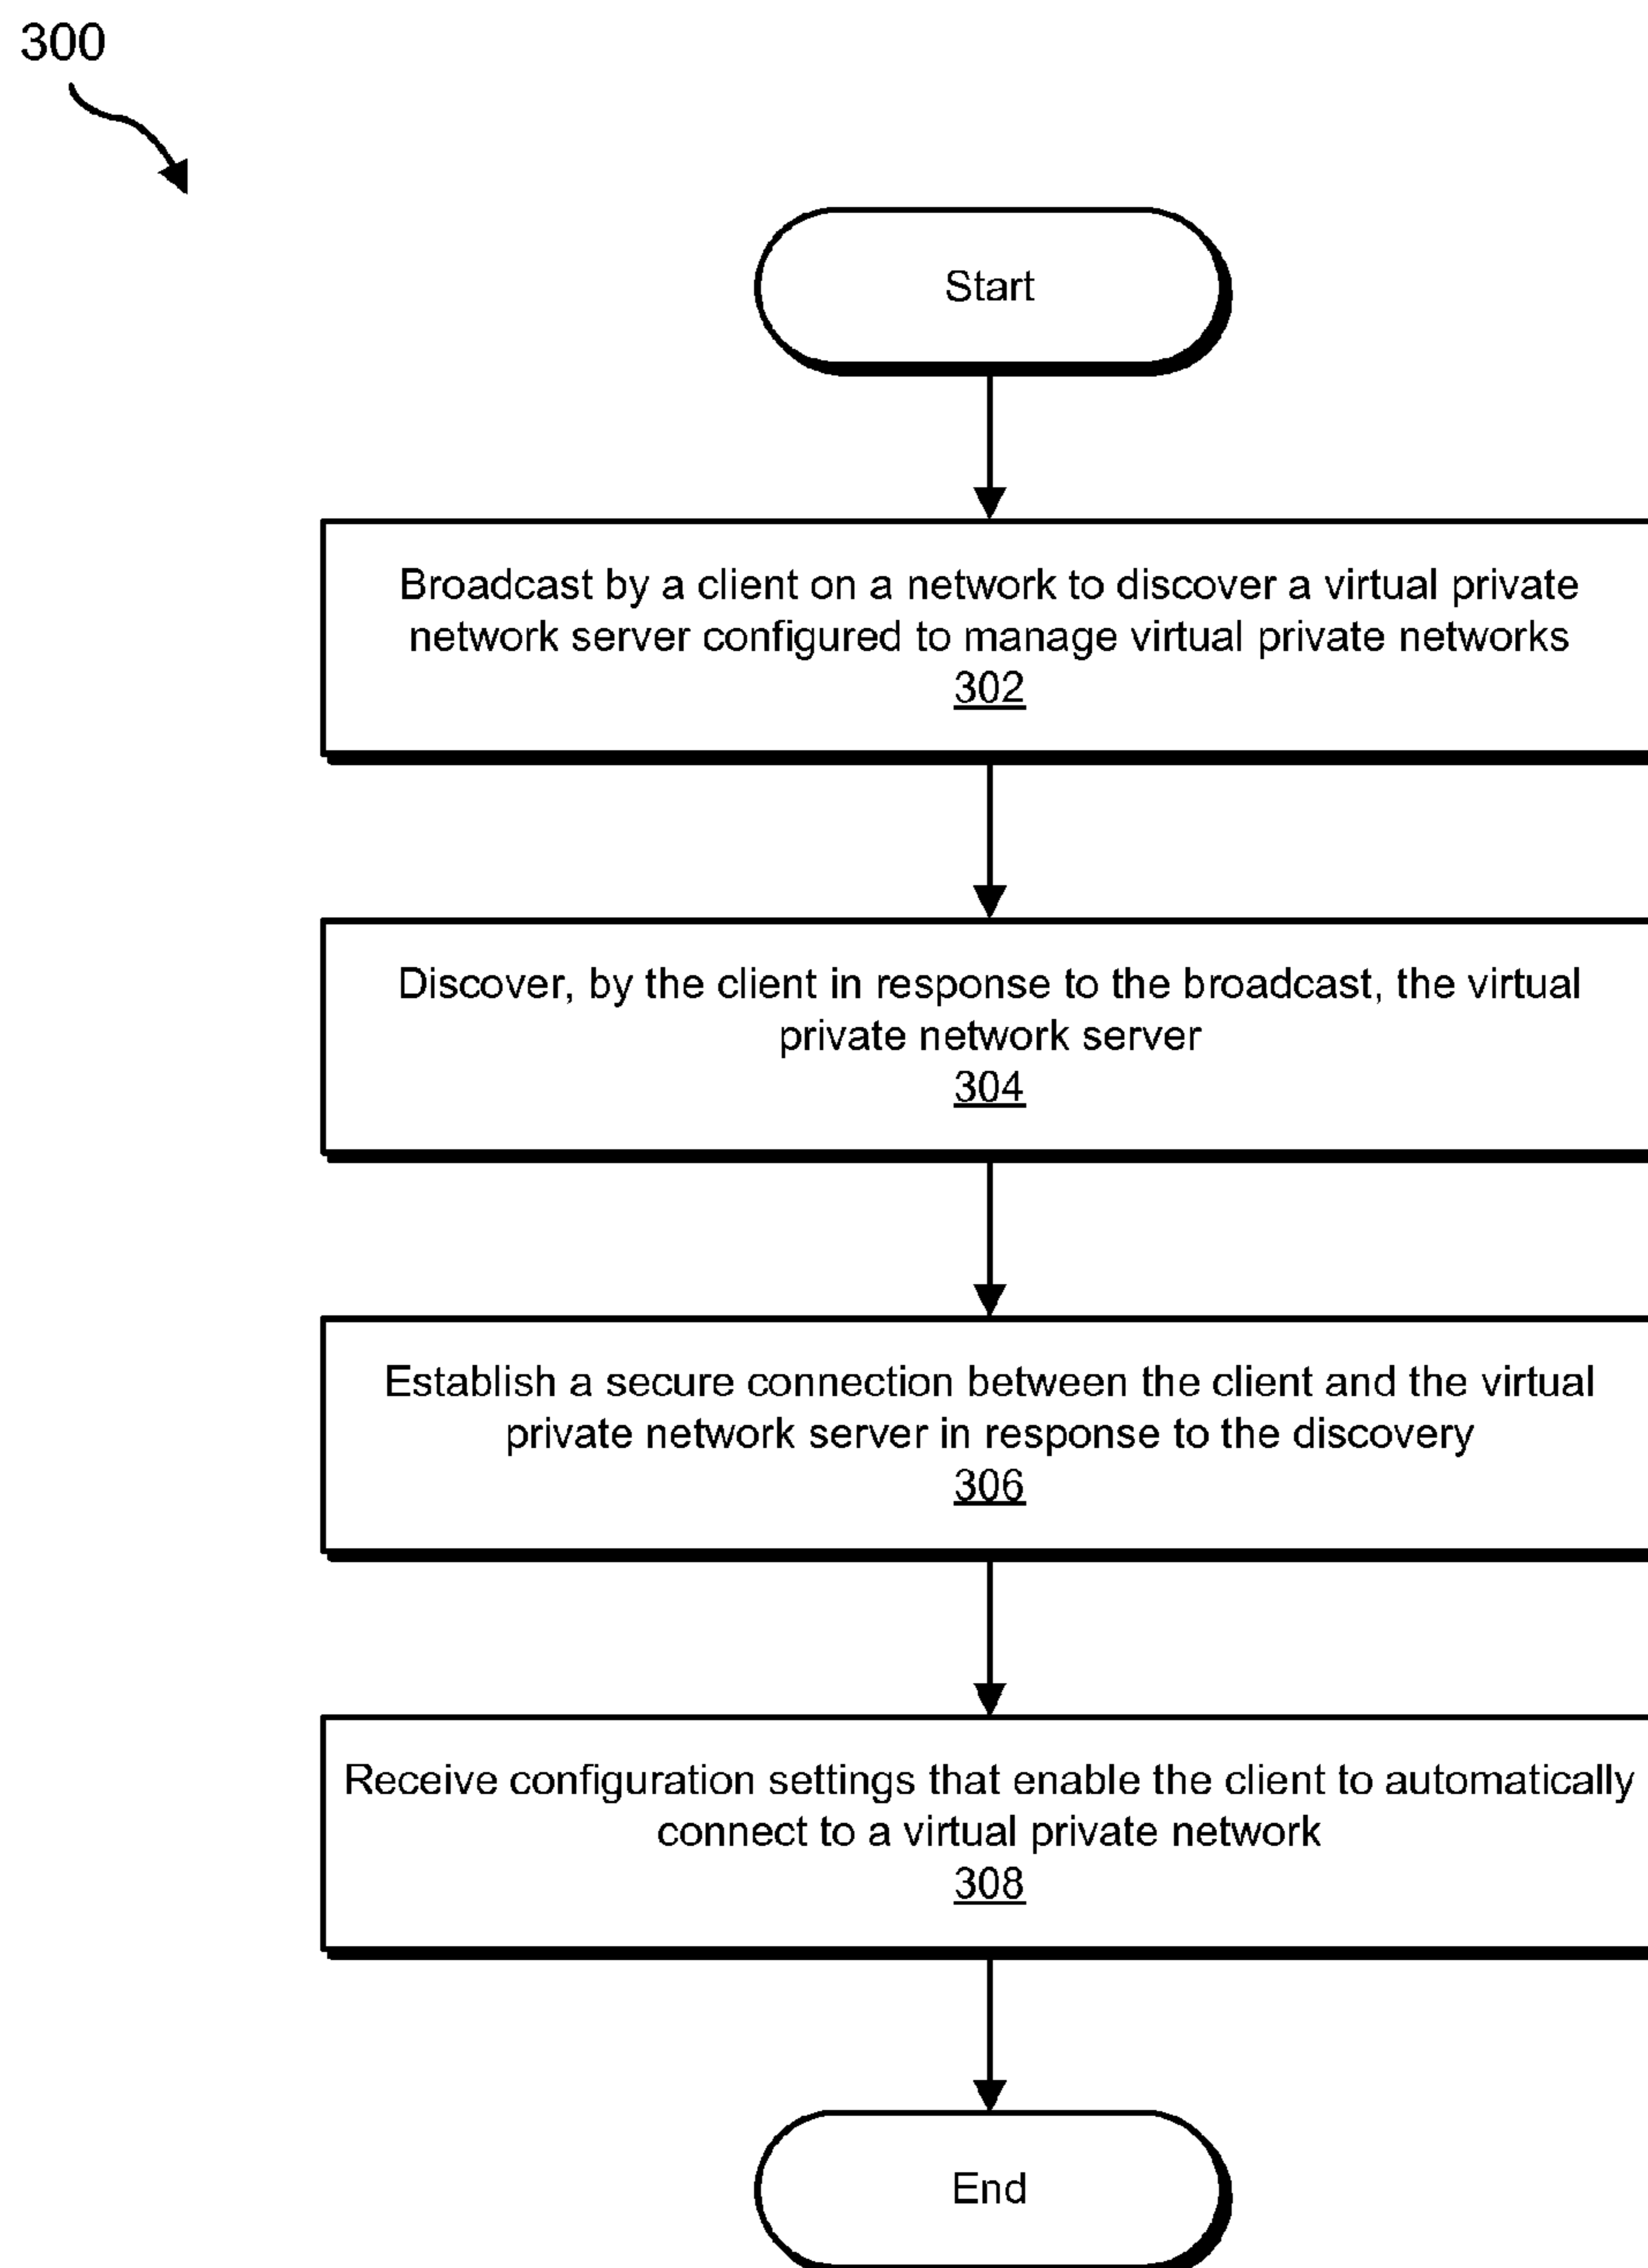 300
Start
Broadcast by a client on a network to discover a virtual private
network server configured to manage virtual private networks
302
Discover, by the client in response to the broadcast, the virtual
private network server
304
Establish a secure connection between the client and the virtual
private network server in response to the discovery
306
Receive configuration settings that enable the client to automatically
connect to a virtual private network
308
End